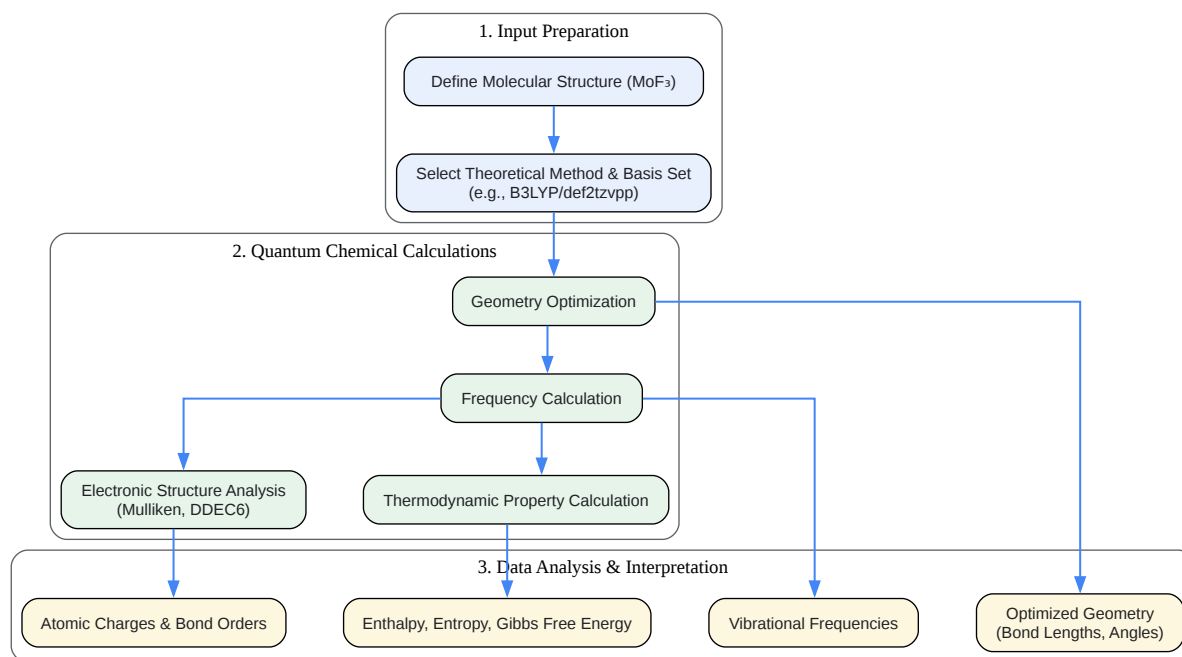 1. Input Preparation
Define Molecular Structure (MoF₃)
Select Theoretical Method & Basis Set
(e.g., B3LYP/def2tzvpp)
2. Quantum Chemical Calculations
Geometry Optimization
Frequency Calculation
Electronic Structure Analysis
(Mulliken, DDEC6)
Thermodynamic Property Calculation
3. Data Analysis & Interpretation
Atomic Charges & Bond Orders
Enthalpy, Entropy, Gibbs Free Energy
Vibrational Frequencies
Optimized Geometry
(Bond Lengths, Angles)